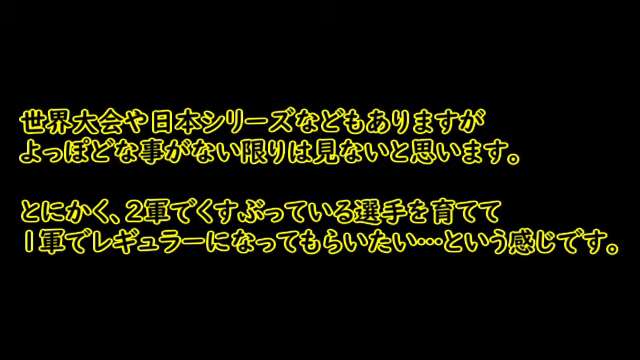 世界大会や日本シリーズなどもありますが
よっぽどな事がない限りは見ないと思います。
とにかく、２軍でくすぶっている選手を育てて
１軍でレギュラーになってもらいたい…という感じです。